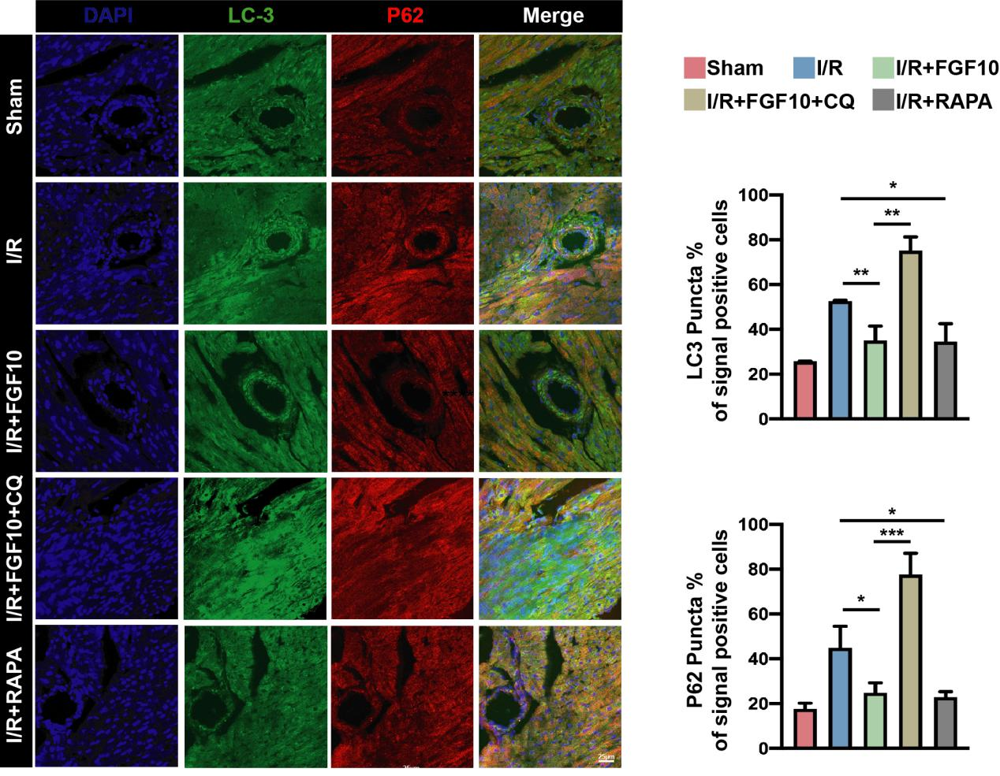 DAPI LC-3 P62 Merge
Sham
I/R
I/R+FGF10
****
I/R+FGF10+CQ
I/R+RAPA
25μm
25μm
Sham I/R I/R+FGF10
I/R+FGF10+CQ I/R+RAPA
LC3 Puncta %
of signal positive cells
100
80
60
40
20
0
*
**
**
P62 Puncta %
of signal positive cells
100
80
60
40
20
0
*
***
*